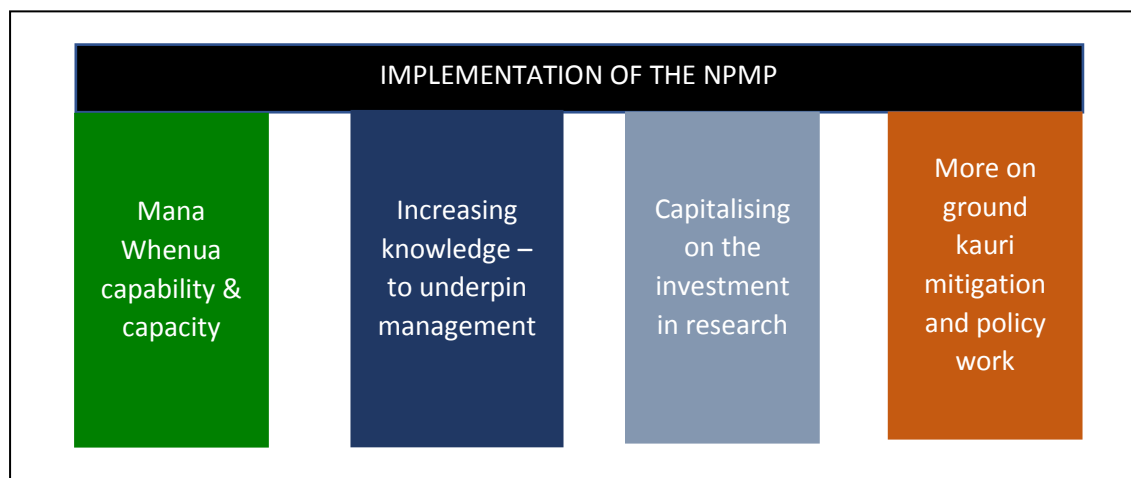 IMPLEMENTATION OF THE NPMP
Mana
Whenua
capability &
capacity
Increasing
knowledge –
to underpin
management
Capitalising
on the
investment
in research
More on
ground
kauri
mitigation
and policy
work